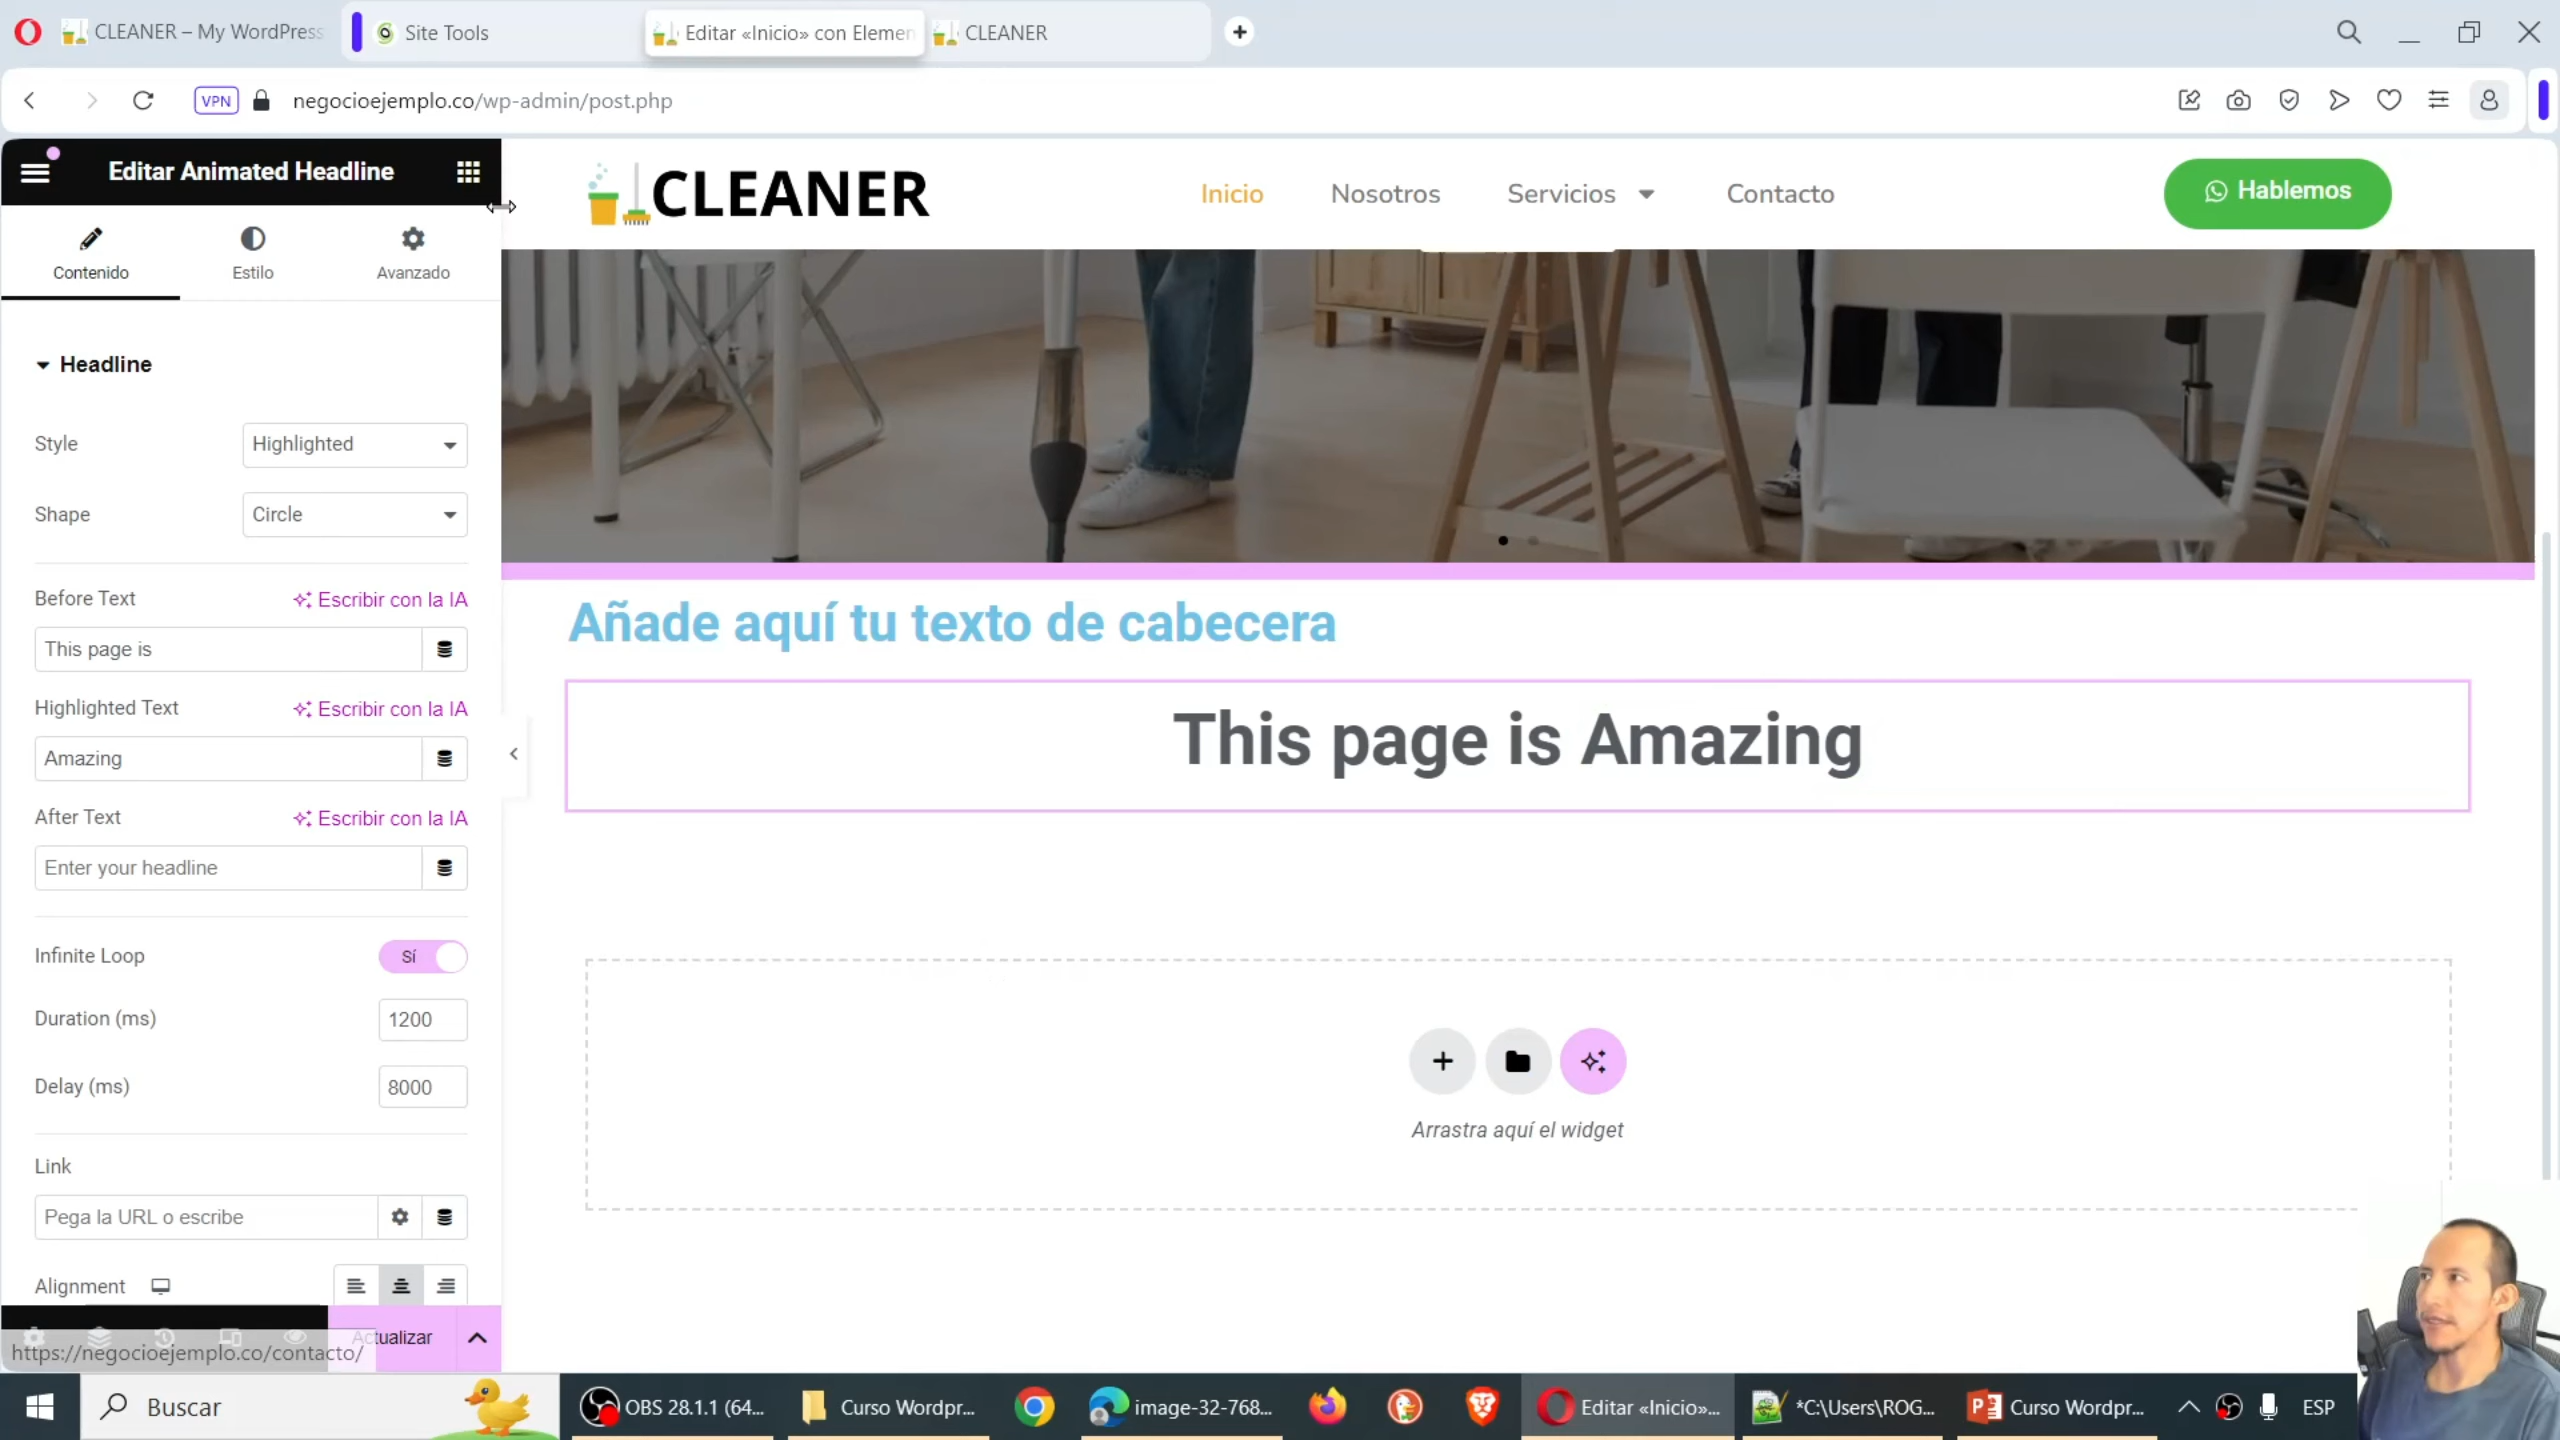 CLEANER – My WordPress
Site Tools
Editar «Inicio» con Elemen
CLEANER
VPN
negocioejemplo.co/wp-admin/post.php
Editar Animated Headline
Contenido
Estilo
Avanzado
Headline
Style
Highlighted
Shape
Circle
Before Text
Escribir con la IA
This page is
Highlighted Text
Escribir con la IA
Amazing
After Text
Escribir con la IA
Enter your headline
Infinite Loop
Sí
Duration (ms)
1200
Delay (ms)
8000
Link
Pega la URL o escribe
Alignment
Actualizar
https://negocioejemplo.co/contacto/
CLEANER
Inicio
Nosotros
Servicios
Contacto
Hablemos
Añade aquí tu texto de cabecera
This page is Amazing
Arrastra aquí el widget
Buscar
OBS 28.1.1 (64...
Curso Wordpr...
image-32-768...
Editar «Inicio»...
*C:\Users\ROG...
Curso Wordpr...
ESP